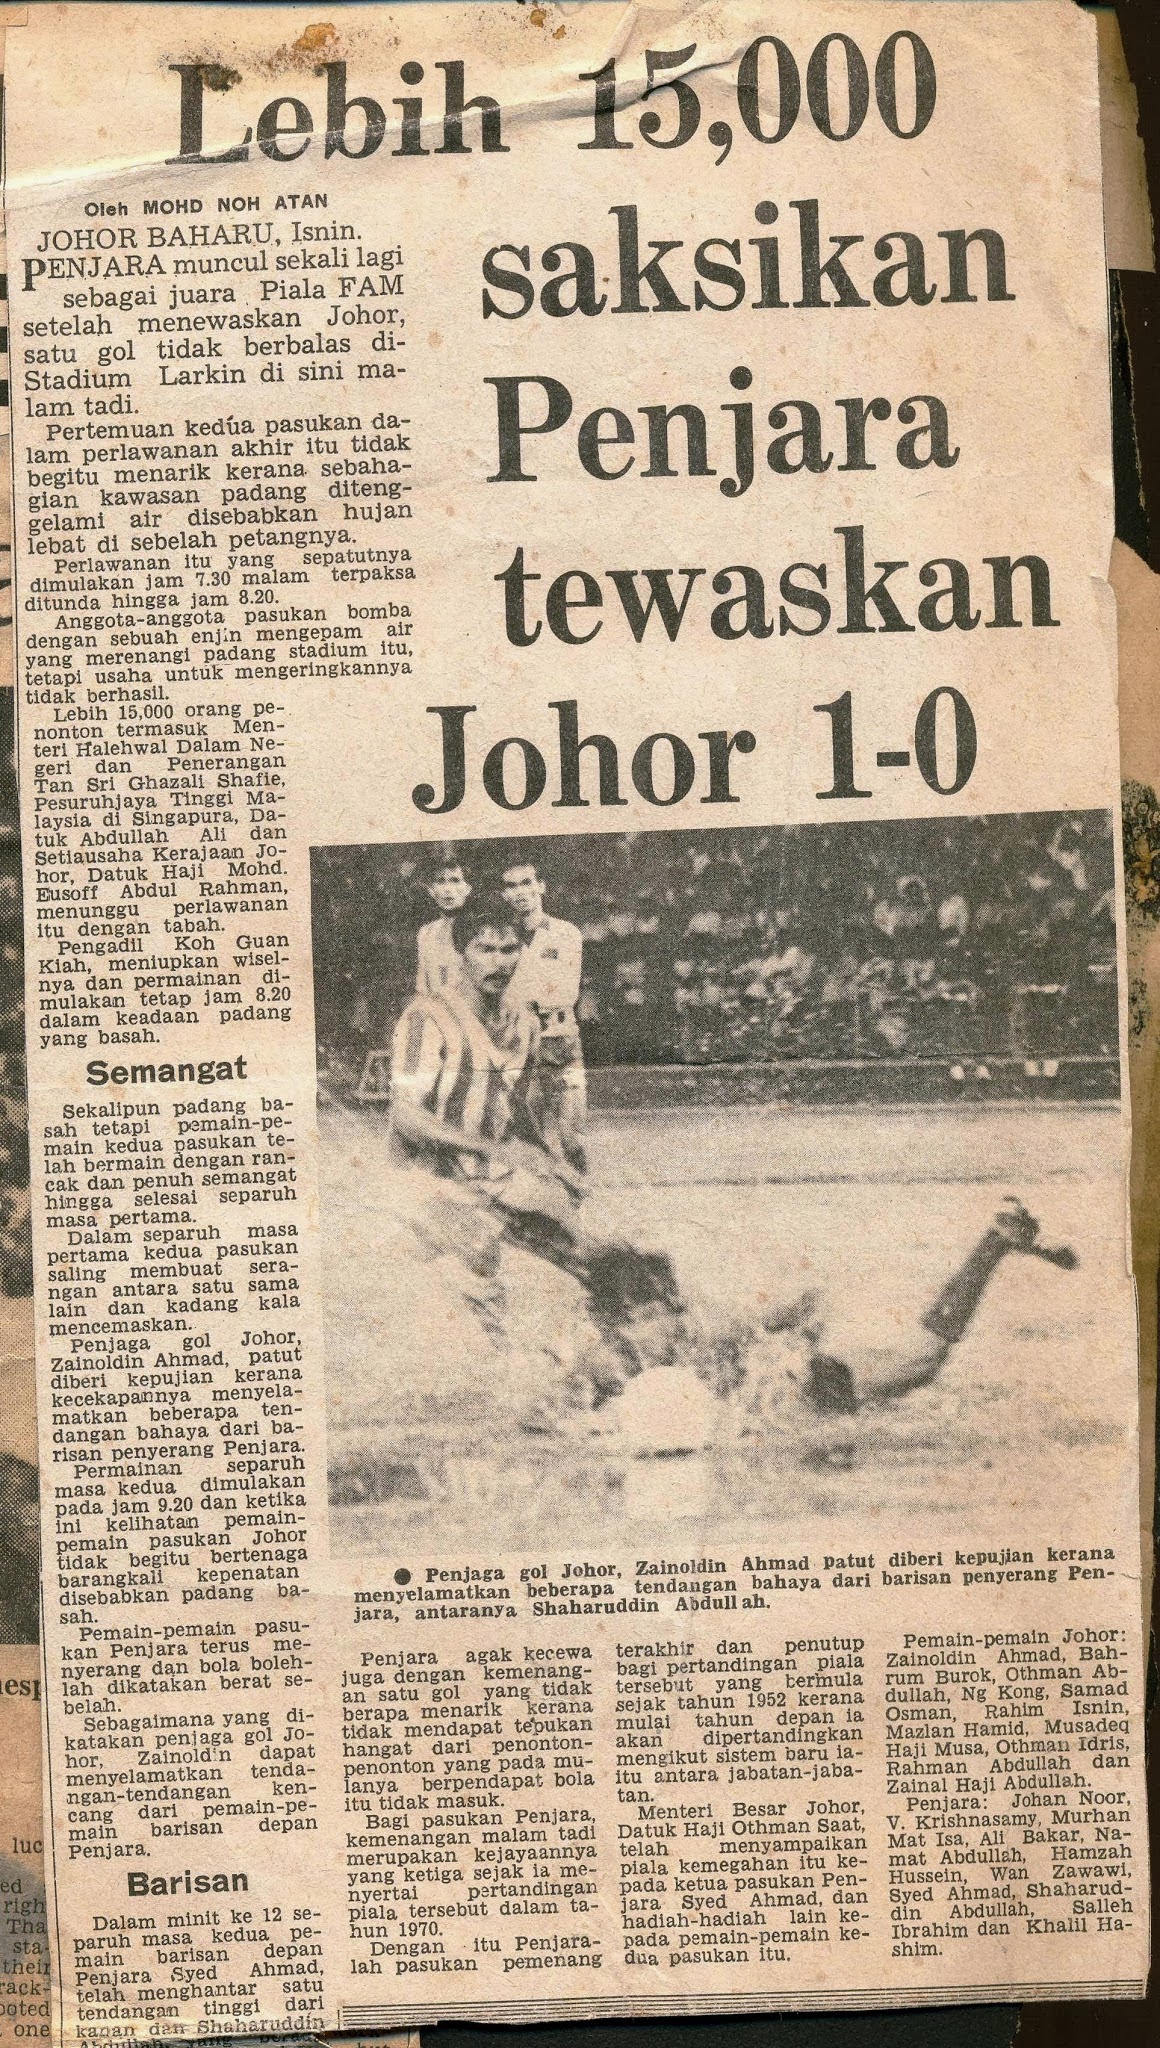 Lebih 15,000
saksikan
Penjara
tewaskan
Johor 1-0
Oleh MOHD NOH ATAN
JOHOR BAHARU, Isnin.
PENJARA muncul sekali lagi
sebagai juara Piala FAM
setelah menewaskan Johor,
satu gol tidak berbalas di-
Stadium Larkin di sini ma-
lam tadi.
Pertemuan kedua pasukan da-
lam perlawanan akhir itu tidak
begitu menarik kerana sebaha-
gian kawasan padang diteng-
gelami air disebabkan hujan
lebat di sebelah petangnya.
Perlawanan itu yang sepatutnya
dimulakan jam 7.30 malam terpaksa
ditunda hingga jam 8.20.
Anggota-anggota pasukan bomba
dengan sebuah enjin mengepam air
yang merenangi padang stadium itu,
tetapi usaha untuk mengeringkannya
tidak berhasil.
Lebih 15,000 orang pe-
nonton termasuk Men-
teri Halehwal Dalam Ne-
geri dan Penerangan
Tan Sri Ghazali Shafie,
Pesuruhjaya Tinggi Ma-
laysia di Singapura, Da-
tuk Abdullah Ali dan
Setiausaha Kerajaan Jo-
hor, Datuk Haji Mohd.
Eusoff Abdul Rahman,
menunggu perlawanan
itu dengan tabah.
Pengadil Koh Guan
Kiah, meniupkan wisel-
nya dan permainan di-
mulakan tetap jam 8.20
dalam keadaan padang
yang basah.
Semangat
Sekalipun padang ba-
sah tetapi pemain-pe-
main kedua pasukan te-
lah bermain dengan ran-
cak dan penuh semangat
hingga selesai separuh
masa pertama.
Dalam separuh masa
pertama kedua pasukan
saling membuat sera-
ngan antara satu sama
lain dan kadang kala
mencemaskan.
Penjaga gol Johor,
Zainoldin Ahmad, patut
diberi kepujian kerana
kecekapannya menyela-
matkan beberapa ten-
dangan bahaya dari ba-
risan penyerang Penjara.
Permainan separuh
masa kedua dimulakan
pada jam 9.20 dan ketika
ini kelihatan pemain-
pemain pasukan Johor
tidak begitu bertenaga
barangkali kepenatan
disebabkan padang ba-
sah.
Pemain-pemain pasu-
kan Penjara terus me-
nyerang dan bola boleh-
lah dikatakan berat se-
belah.
Sebagaimana yang di-
katakan penjaga gol Jo-
hor, Zainoldin dapat
menyelamatkan tenda-
ngan-tendangan ken-
cang dari pemain-pe-
main barisan depan
Penjara.
Barisan
Dalam minit ke 12 se-
paruh masa kedua pe-
main barisan depan
Penjara Syed Ahmad,
telah menghantar satu
tendangan tinggi dari
kanan dan Shaharuddin
Abdullah, yang
● Penjaga gol Johor, Zainoldin Ahmad patut diberi kepujian kerana
menyelamatkan beberapa tendangan bahaya dari barisan penyerang Pen-
jara, antaranya Shaharuddin Abdullah.
Penjara agak kecewa
juga dengan kemenang-
an satu gol yang tidak
berapa menarik kerana
tidak mendapat tepukan
hangat dari penonton-
penonton yang pada mu-
lanya berpendapat bola
itu tidak masuk.
Bagi pasukan Penjara,
kemenangan malam tadi
merupakan kejayaannya
yang ketiga sejak ia me-
nyertai pertandingan
piala tersebut dalam ta-
hun 1970.
Dengan itu Penjara-
lah pasukan pemenang
terakhir dan penutup
bagi pertandingan piala
tersebut yang bermula
sejak tahun 1952 kerana
mulai tahun depan ia
akan dipertandingkan
mengikut sistem baru ia-
itu antara jabatan-jaba-
tan.
Menteri Besar Johor,
Datuk Haji Othman Saat,
telah menyampaikan
piala kemegahan itu ke-
pada ketua pasukan Pen-
jara Syed Ahmad, dan
hadiah-hadiah lain ke-
pada pemain-pemain ke-
dua pasukan itu.
Pemain-pemain Johor:
Zainoldin Ahmad, Bah-
rum Burok, Othman Ab-
dullah, Ng Kong, Samad
Osman, Rahim Isnin,
Mazlan Hamid, Musadeq
Haji Musa, Othman Idris,
Rahman Abdullah dan
Zainal Haji Abdullah.
Penjara: Johan Noor,
V. Krishnasamy, Murhan
Mat Isa, Ali Bakar, Na-
mat Abdullah, Hamzah
Hussein, Wan Zawawi,
Syed Ahmad, Shaharud-
din Abdullah, Salleh
Ibrahim dan Khalil Ha-
shim.
luc
ed
righ
Tha
sta-
their
rack-
ooted
one